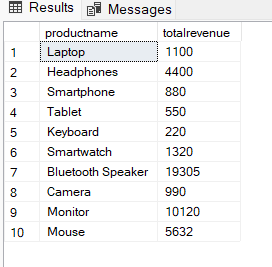 Results Messages
productname totalrevenue
1 Laptop 1100
2 Headphones 4400
3 Smartphone 880
4 Tablet 550
5 Keyboard 220
6 Smartwatch 1320
7 Bluetooth Speaker 19305
8 Camera 990
9 Monitor 10120
10 Mouse 5632